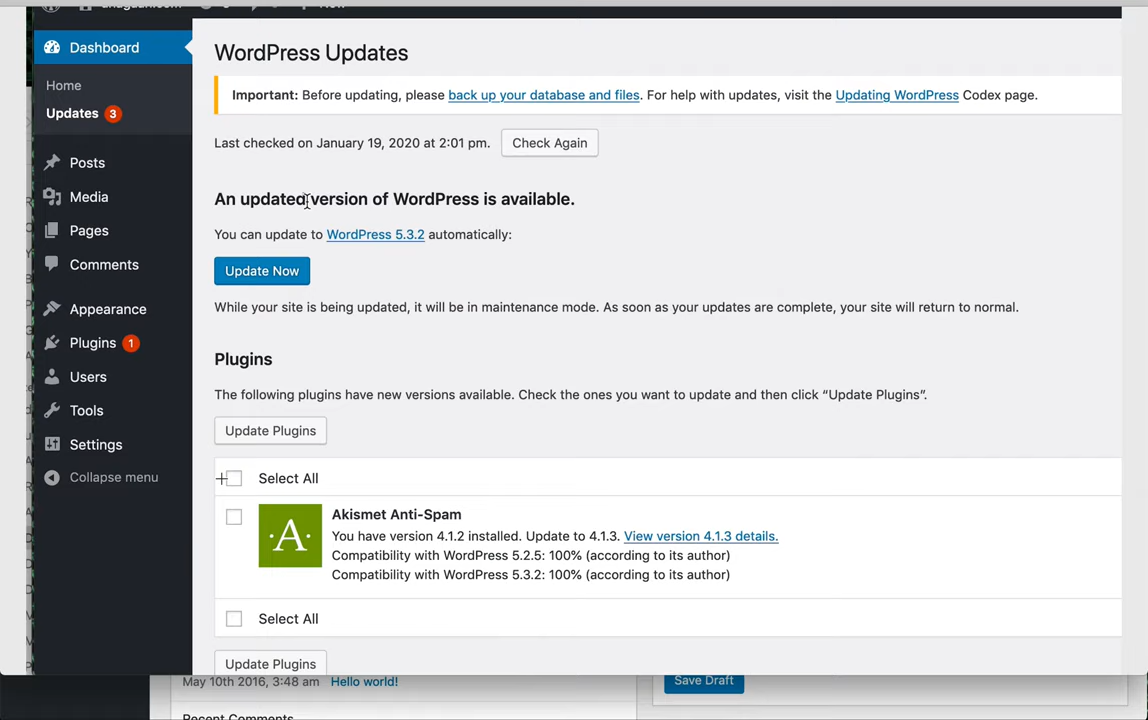 Dashboard
Home
Updates 3
Posts
Media
Pages
Comments
Appearance
Plugins 1
Users
Tools
Settings
Collapse menu
WordPress Updates
Important: Before updating, please back up your database and files. For help with updates, visit the Updating WordPress Codex page.
Last checked on January 19, 2020 at 2:01 pm. Check Again
An updated version of WordPress is available.
You can update to WordPress 5.3.2 automatically:
Update Now
While your site is being updated, it will be in maintenance mode. As soon as your updates are complete, your site will return to normal.
Plugins
The following plugins have new versions available. Check the ones you want to update and then click “Update Plugins”.
Update Plugins
Select All
Akismet Anti-Spam
You have version 4.1.2 installed. Update to 4.1.3. View version 4.1.3 details.
Compatibility with WordPress 5.2.5: 100% (according to its author)
Compatibility with WordPress 5.3.2: 100% (according to its author)
Select All
Update Plugins
May 10th 2016, 3:48 am Hello world!
Save Draft
Recent Comments